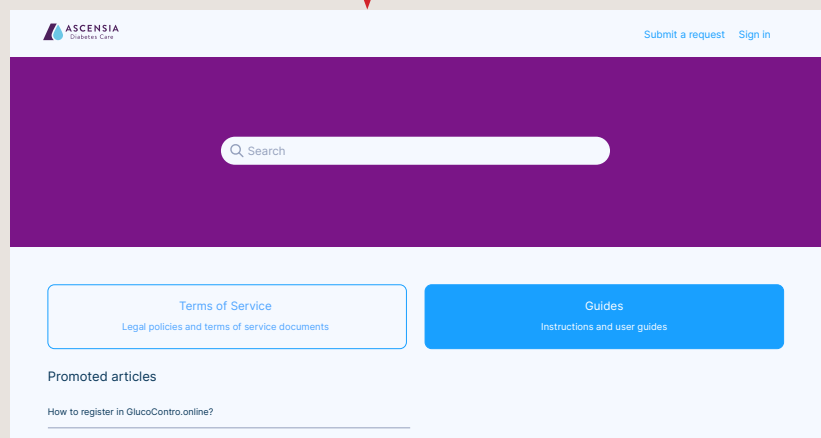 ASCENSIA
Diabetes Care
Submit a request
Sign in
Search
Terms of Service
Legal policies and terms of service documents
Guides
Instructions and user guides
Promoted articles
How to register in GlucoContro.online?